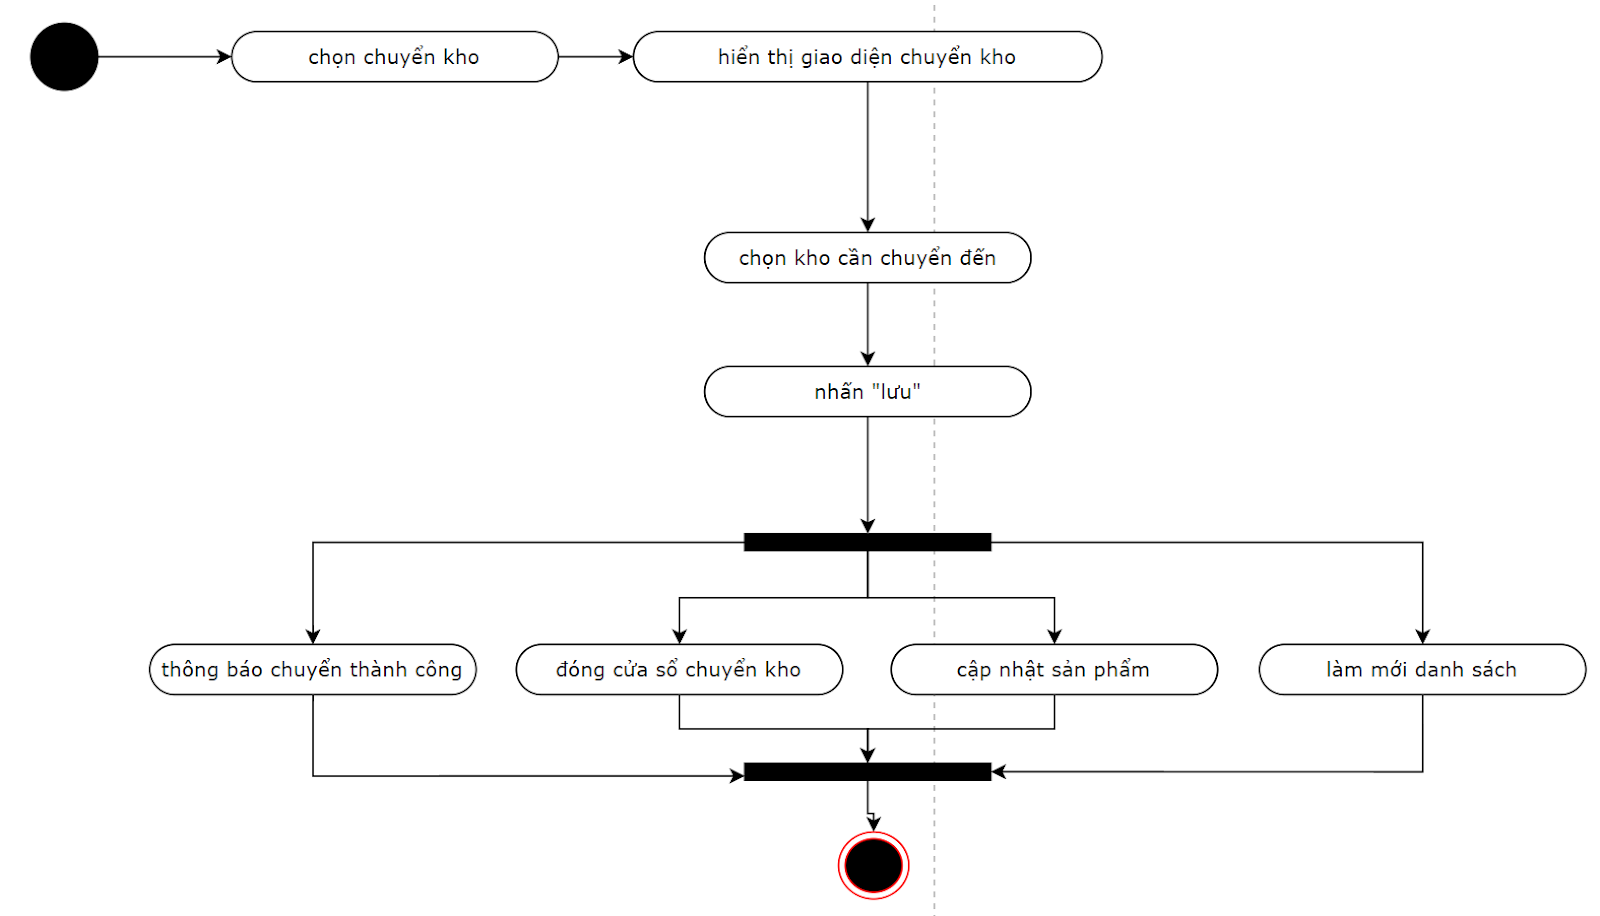 chọn chuyển kho
hiển thị giao diện chuyển kho
chọn kho cần chuyển đến
nhấn "lưu"
thông báo chuyển thành công
đóng cửa sổ chuyển kho
cập nhật sản phẩm
làm mới danh sách